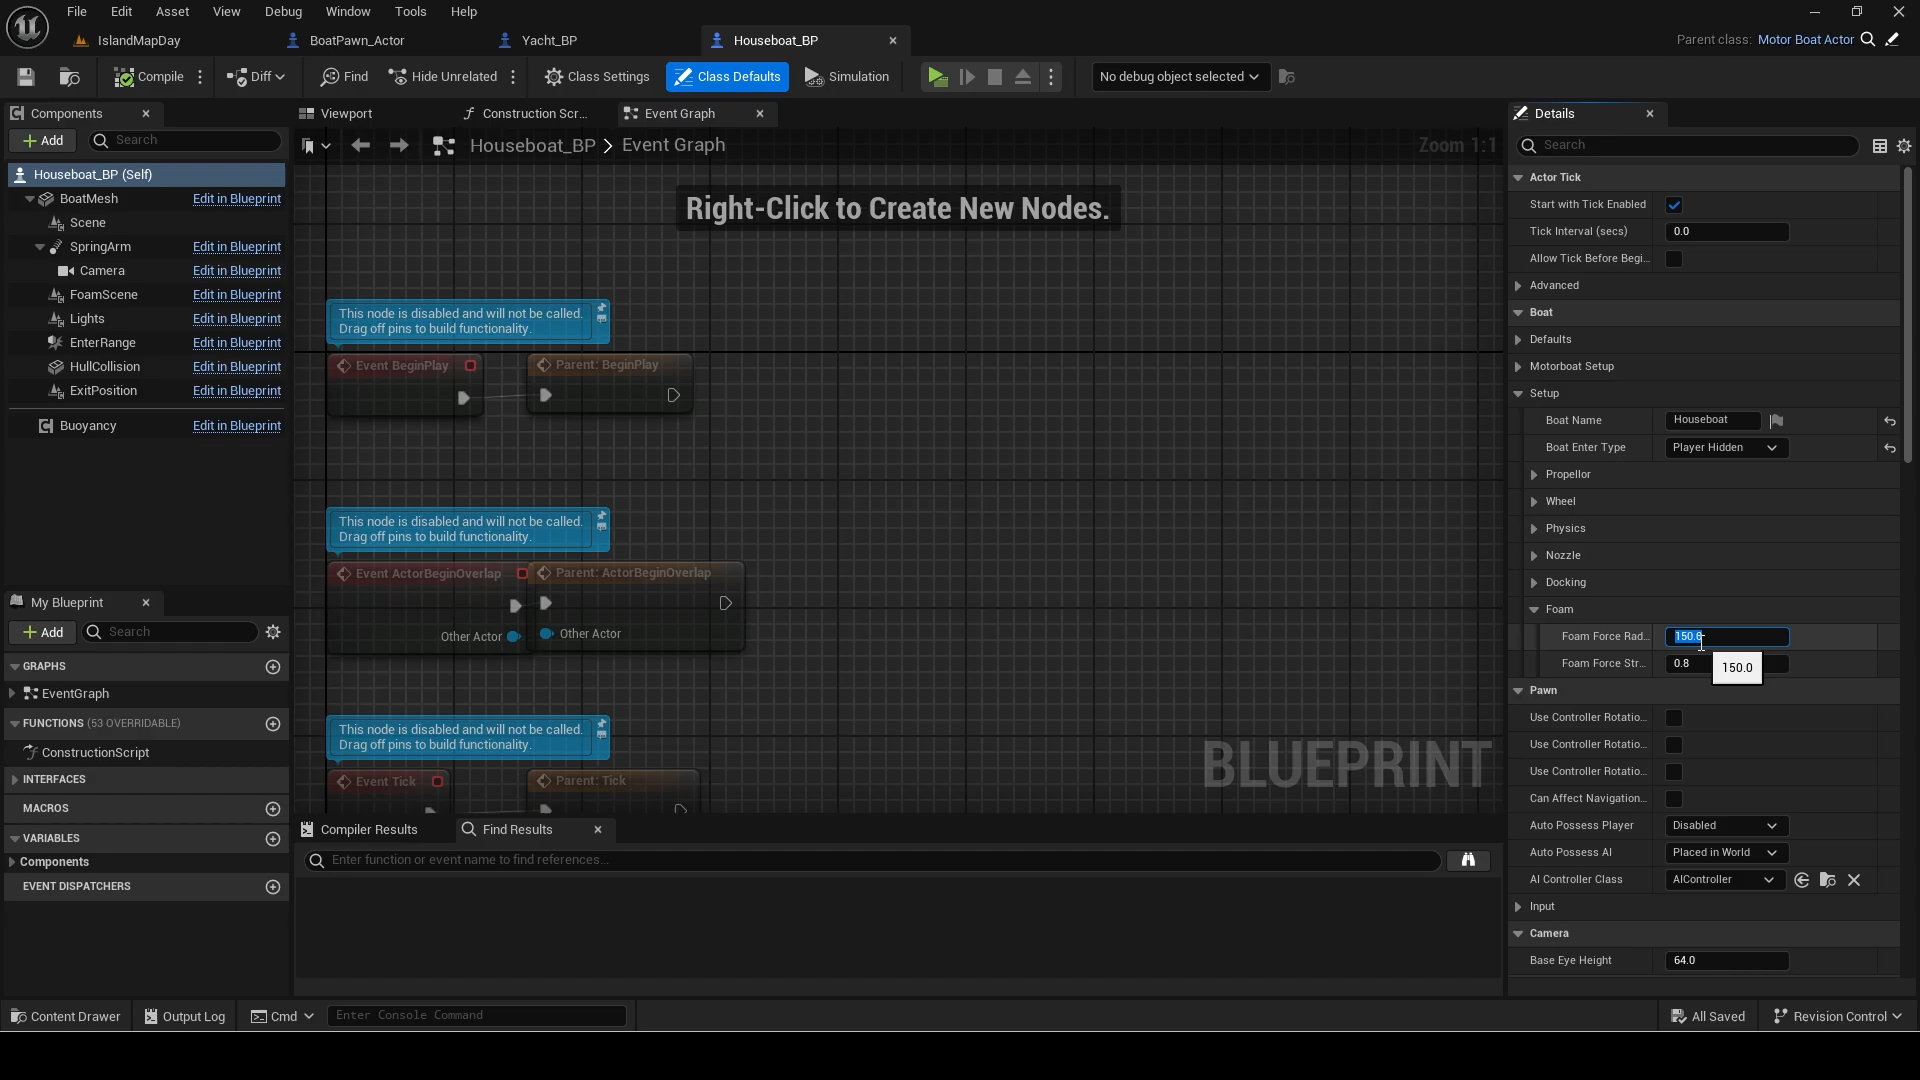 File Edit Asset View Debug Window Tools Help
IslandMapDay BoatPawn_Actor Yacht_BP Houseboat_BP Parent class: Motor Boat Actor
Compile Diff Find Hide Unrelated Class Settings Class Defaults Simulation No debug object selected
Components
Add Search
Houseboat_BP (Self)
BoatMesh Edit in Blueprint
Scene
SpringArm Edit in Blueprint
Camera Edit in Blueprint
FoamScene Edit in Blueprint
Lights Edit in Blueprint
EnterRange Edit in Blueprint
HullCollision Edit in Blueprint
ExitPosition Edit in Blueprint
Buoyancy Edit in Blueprint
My Blueprint
Add Search
GRAPHS
EventGraph
FUNCTIONS (53 OVERRIDABLE)
ConstructionScript
INTERFACES
MACROS
VARIABLES
Components
EVENT DISPATCHERS
Viewport Construction Scr... Event Graph
Houseboat_BP > Event Graph Zoom 1:1
Right-Click to Create New Nodes.
This node is disabled and will not be called.
Drag off pins to build functionality.
Event BeginPlay Parent: BeginPlay
This node is disabled and will not be called.
Drag off pins to build functionality.
Event ActorBeginOverlap Parent: ActorBeginOverlap
Other Actor Other Actor
This node is disabled and will not be called.
Drag off pins to build functionality.
Event Tick Parent: Tick
BLUEPRINT
Compiler Results Find Results
Enter function or event name to find references...
Details
Search
Actor Tick
Start with Tick Enabled
Tick Interval (secs) 0.0
Allow Tick Before Begi...
Advanced
Boat
Defaults
Motorboat Setup
Setup
Boat Name Houseboat
Boat Enter Type Player Hidden
Propellor
Wheel
Physics
Nozzle
Docking
Foam
Foam Force Rad... 150.0
Foam Force Str... 0.8
150.0
Pawn
Use Controller Rotatio...
Use Controller Rotatio...
Use Controller Rotatio...
Can Affect Navigation...
Auto Possess Player Disabled
Auto Possess AI Placed in World
AI Controller Class AIController
Input
Camera
Base Eye Height 64.0
Content Drawer Output Log Cmd Enter Console Command All Saved Revision Control